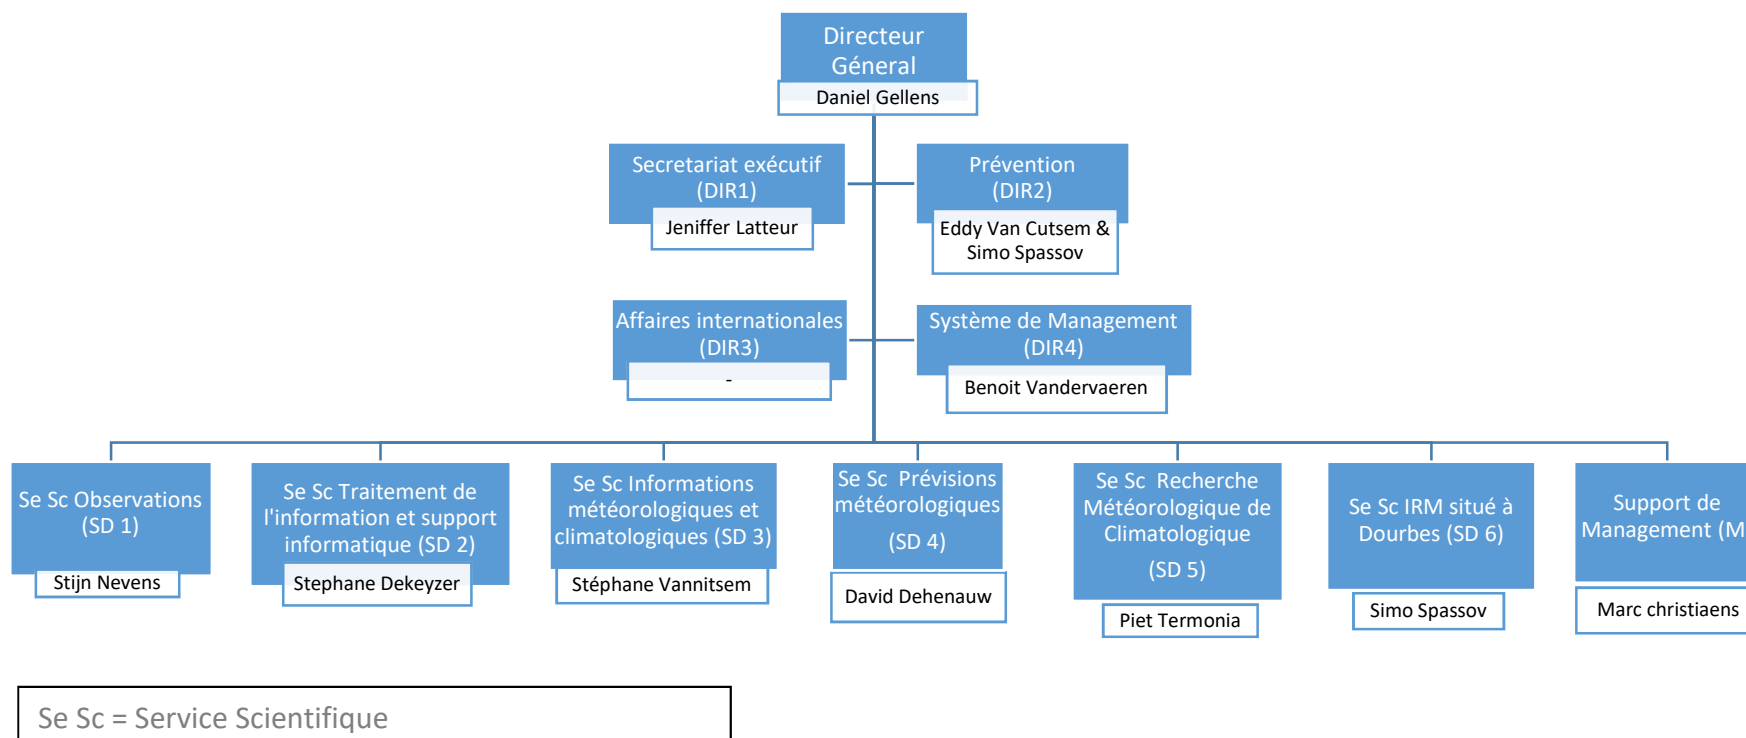 Directeur
Géneral
Daniel Gellens
Secretariat exécutif
(DIR1)
Jeniffer Latteur
Prévention
(DIR2)
Eddy Van Cutsem &
Simo Spassov
Affaires internationales
(DIR3)
-
Système de Management
(DIR4)
Benoit Vandervaeren
Se Sc Observations
(SD 1)
Stijn Nevens
Se Sc Traitement de
l'information et support
informatique (SD 2)
Stephane Dekeyzer
Se Sc Informations
météorologiques et
climatologiques (SD 3)
Stéphane Vannitsem
Se Sc Prévisions
météorologiques
(SD 4)
David Dehenauw
Se Sc Recherche
Météorologique de
Climatologique
(SD 5)
Piet Termonia
Se Sc IRM situé à
Dourbes (SD 6)
Simo Spassov
Support de
Management (M
Marc christiaens
Se Sc = Service Scientifique